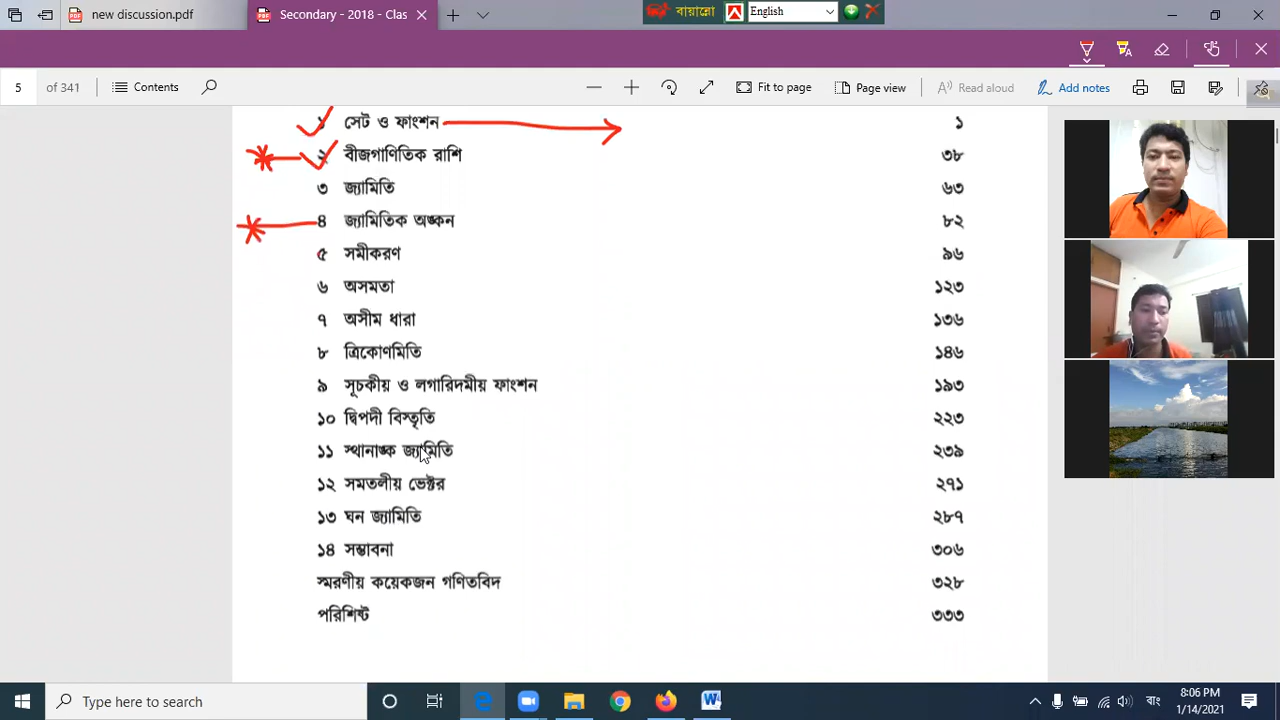 new direction.pdf
Secondary - 2018 - Clas
বায়ান্নো
English
5 of 341
Contents
Fit to page
Page view
Read aloud
Add notes
১ সেট ও ফাংশন ১
২ বীজগাণিতিক রাশি ৩৮
৩ জ্যামিতি ৬৩
৪ জ্যামিতিক অঙ্কন ৮২
৫ সমীকরণ ৯৬
৬ অসমতা ১২৩
৭ অসীম ধারা ১৩৬
৮ ত্রিকোণমিতি ১৪৬
৯ সূচকীয় ও লগারিদমীয় ফাংশন ১৯৩
১০ দ্বিপদী বিস্তৃতি ২২৩
১১ স্থানাঙ্ক জ্যামিতি ২৩৯
১২ সমতলীয় ভেক্টর ২৭১
১৩ ঘন জ্যামিতি ২৮৭
১৪ সম্ভাবনা ৩০৬
স্মরণীয় কয়েকজন গণিতবিদ ৩২৮
পরিশিষ্ট ৩৩৩
Type here to search
বাং
8:06 PM
1/14/2021